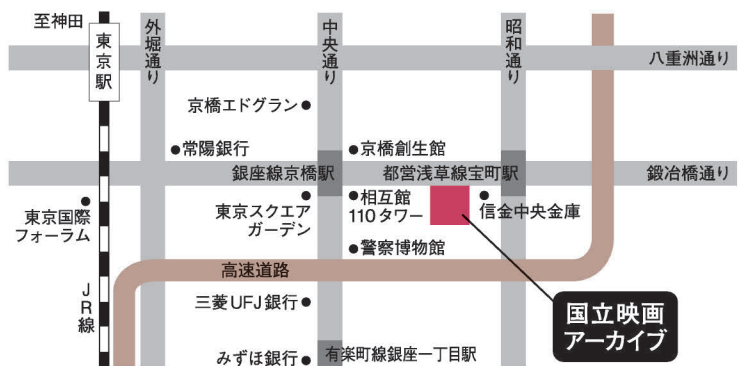 至神田
東京駅
外堀通り
中央通り
昭和通り
八重洲通り
京橋エドグラン
常陽銀行
京橋創生館
銀座線京橋駅
都営浅草線宝町駅
鍛冶橋通り
東京国際
フォーラム
東京スクエア
ガーデン
相互館
110タワー
信金中央金庫
警察博物館
高速道路
JR線
三菱UFJ銀行
国立映画
アーカイブ
みずほ銀行
有楽町線銀座一丁目駅